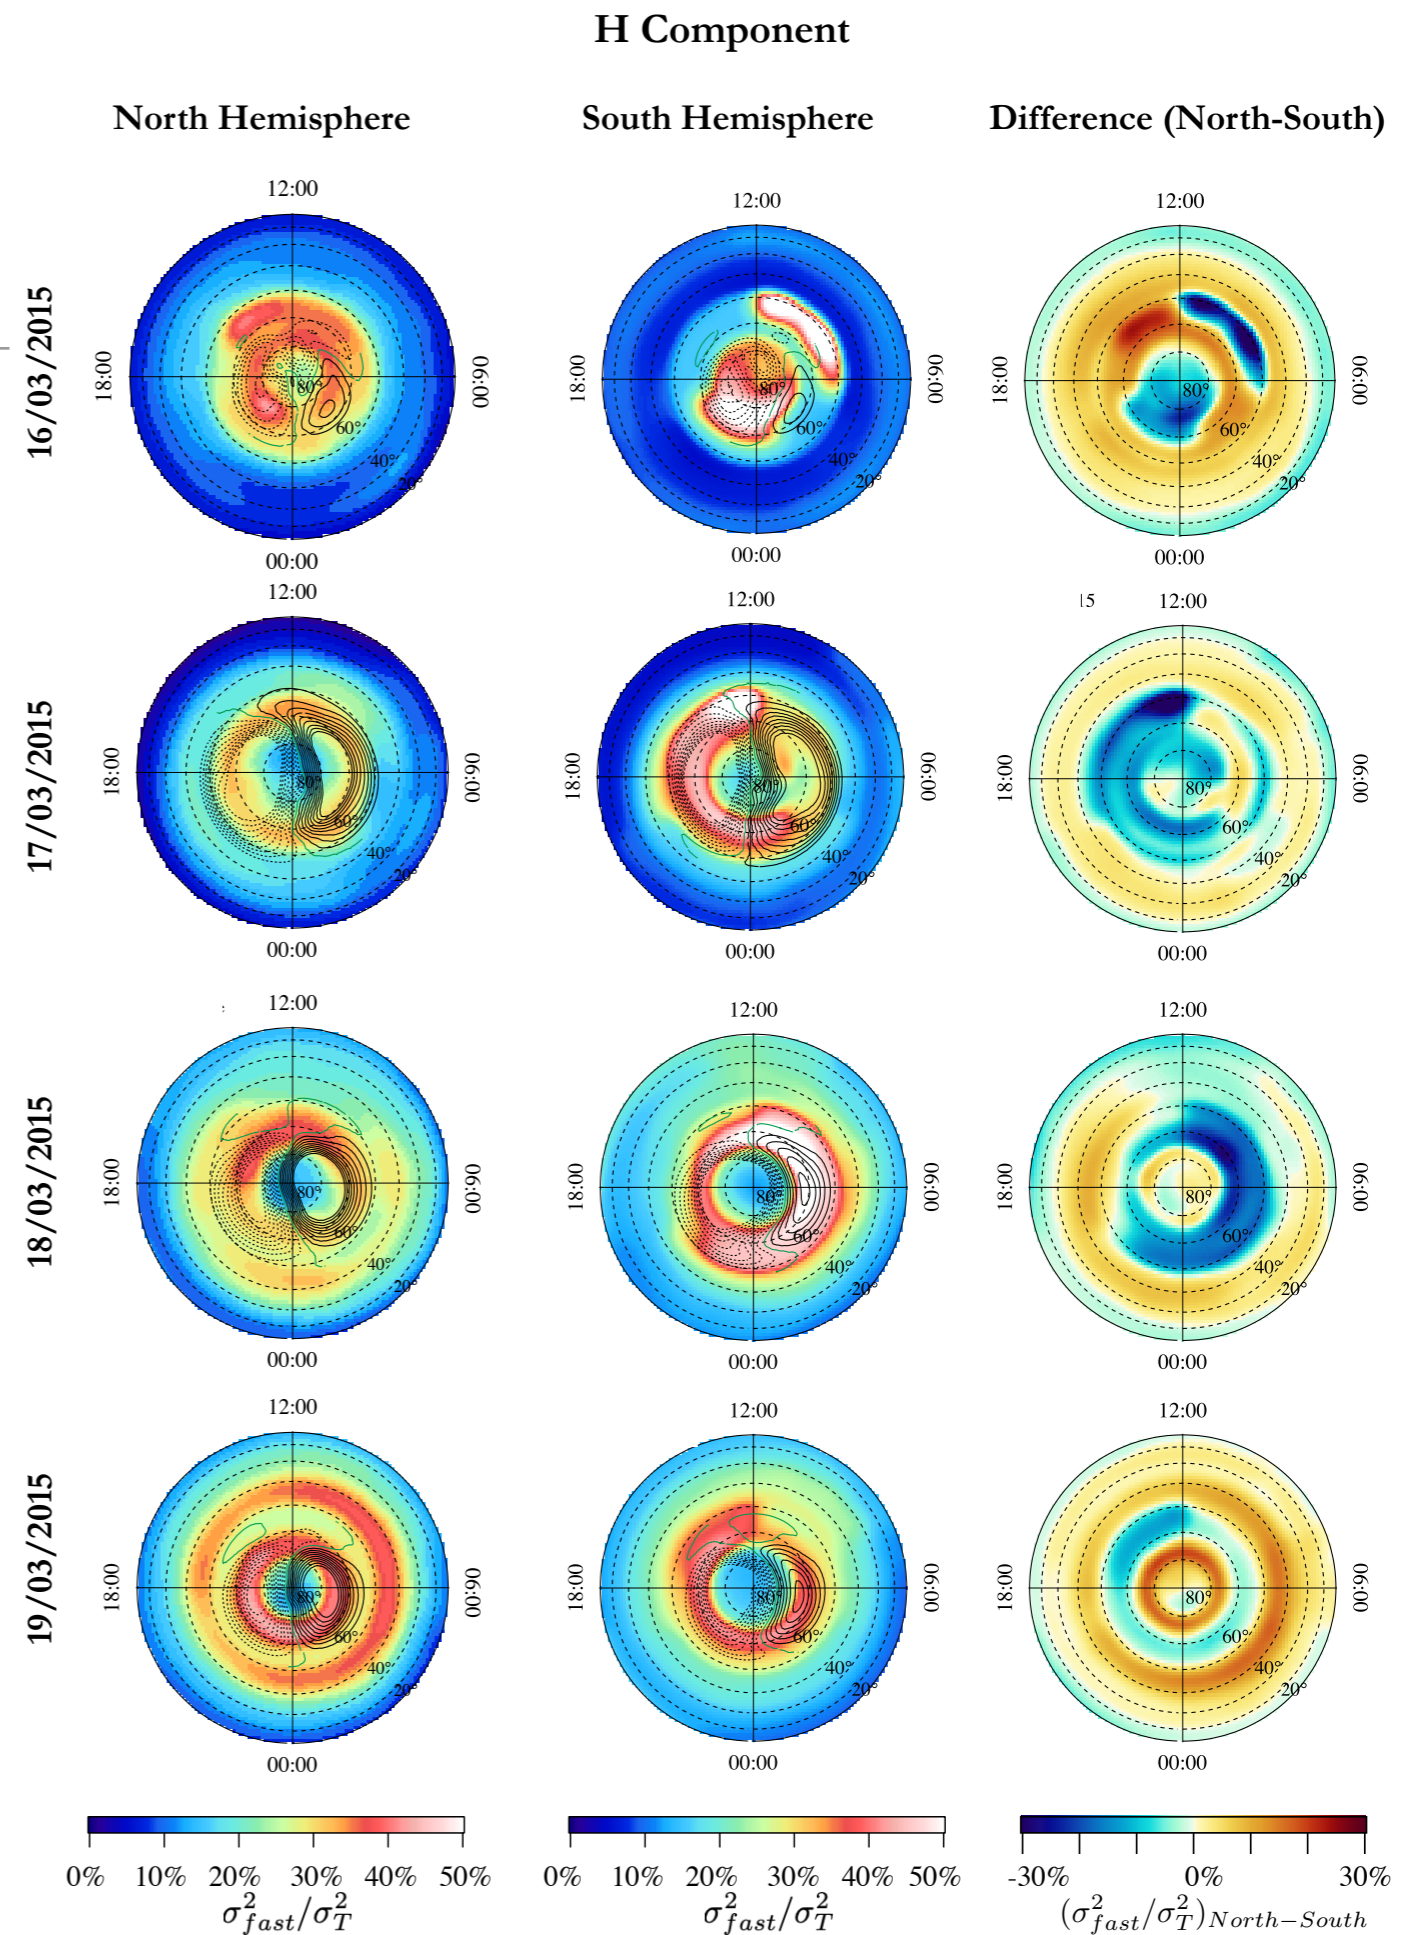 H Component
North Hemisphere South Hemisphere Difference (North-South)
16/03/2015
12:00 12:00 12:00
18:00 80° 60° 40° 20° 06:00 18:00 80° 60° 40° 20° 06:00 18:00 80° 60° 40° 20° 06:00
00:00 00:00 00:00
17/03/2015
12:00 12:00 15 12:00
18:00 80° 60° 40° 20° 06:00 18:00 80° 60° 40° 20° 06:00 18:00 80° 60° 40° 20° 06:00
00:00 00:00 00:00
18/03/2015
12:00 12:00 12:00
18:00 80° 60° 40° 20° 06:00 18:00 80° 60° 40° 20° 06:00 18:00 80° 60° 40° 20° 06:00
00:00 00:00 00:00
19/03/2015
12:00 12:00 12:00
18:00 80° 60° 40° 20° 06:00 18:00 80° 60° 40° 20° 06:00 18:00 80° 60° 40° 20° 06:00
00:00 00:00 00:00
0% 10% 20% 30% 40% 50% 0% 10% 20% 30% 40% 50% -30% 0% 30%
σ²_fast/σ²_T σ²_fast/σ²_T (σ²_fast/σ²_T)_North−South